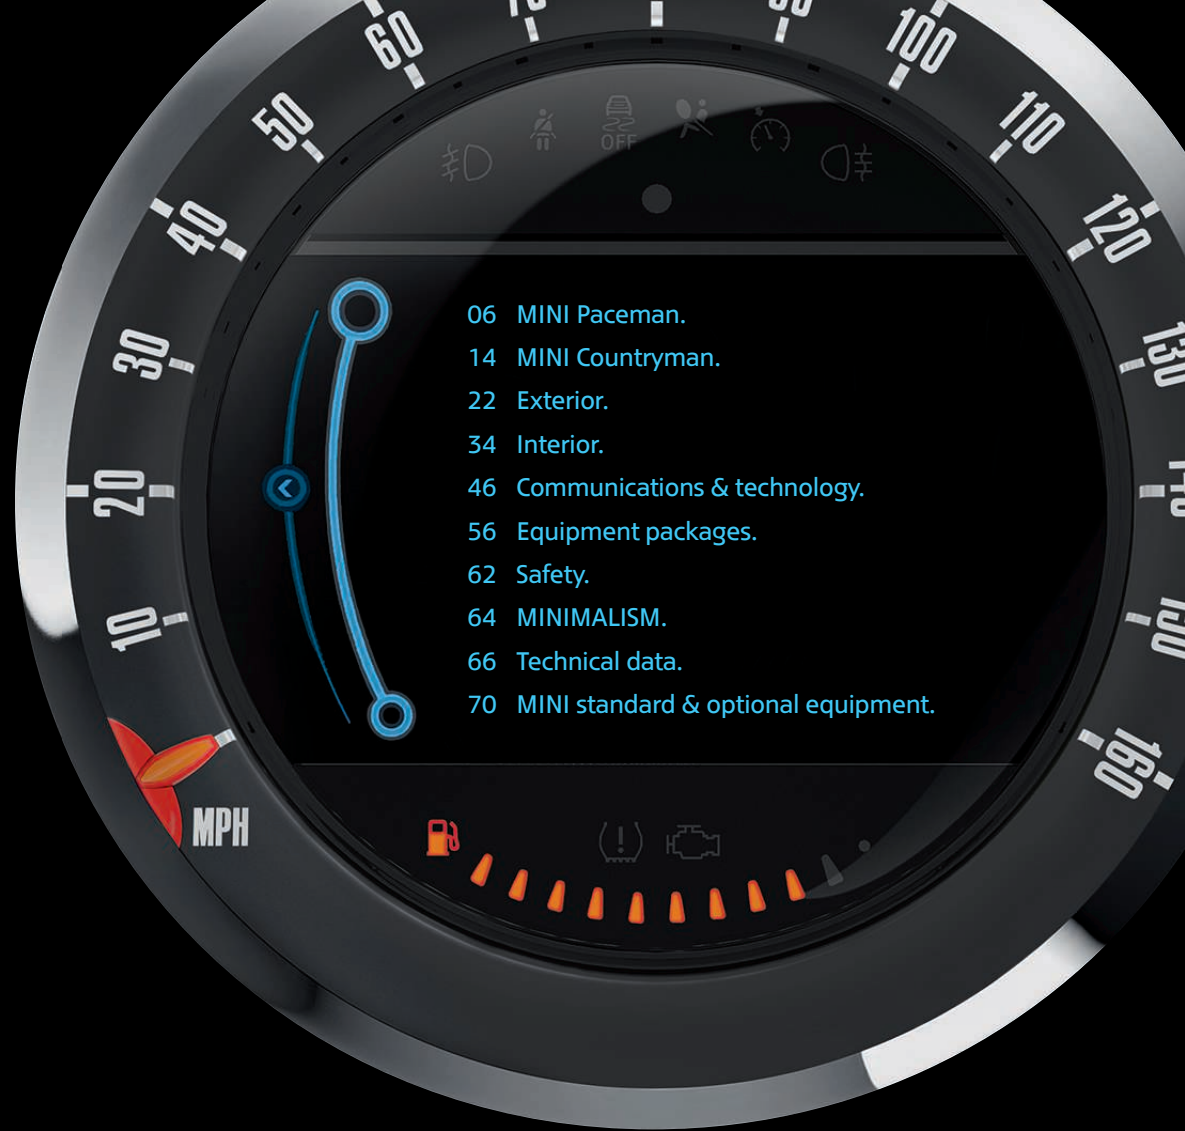 60
100
50
110
OFF
40
120
06 MINI Paceman.
30
14 MINI Countryman.
130
22 Exterior.
34 Interior.
20
46 Communications & technology.
56 Equipment packages.
62 Safety.
10
64 MINIMALISM.
66 Technical data.
70 MINI standard & optional equipment.
160
MPH